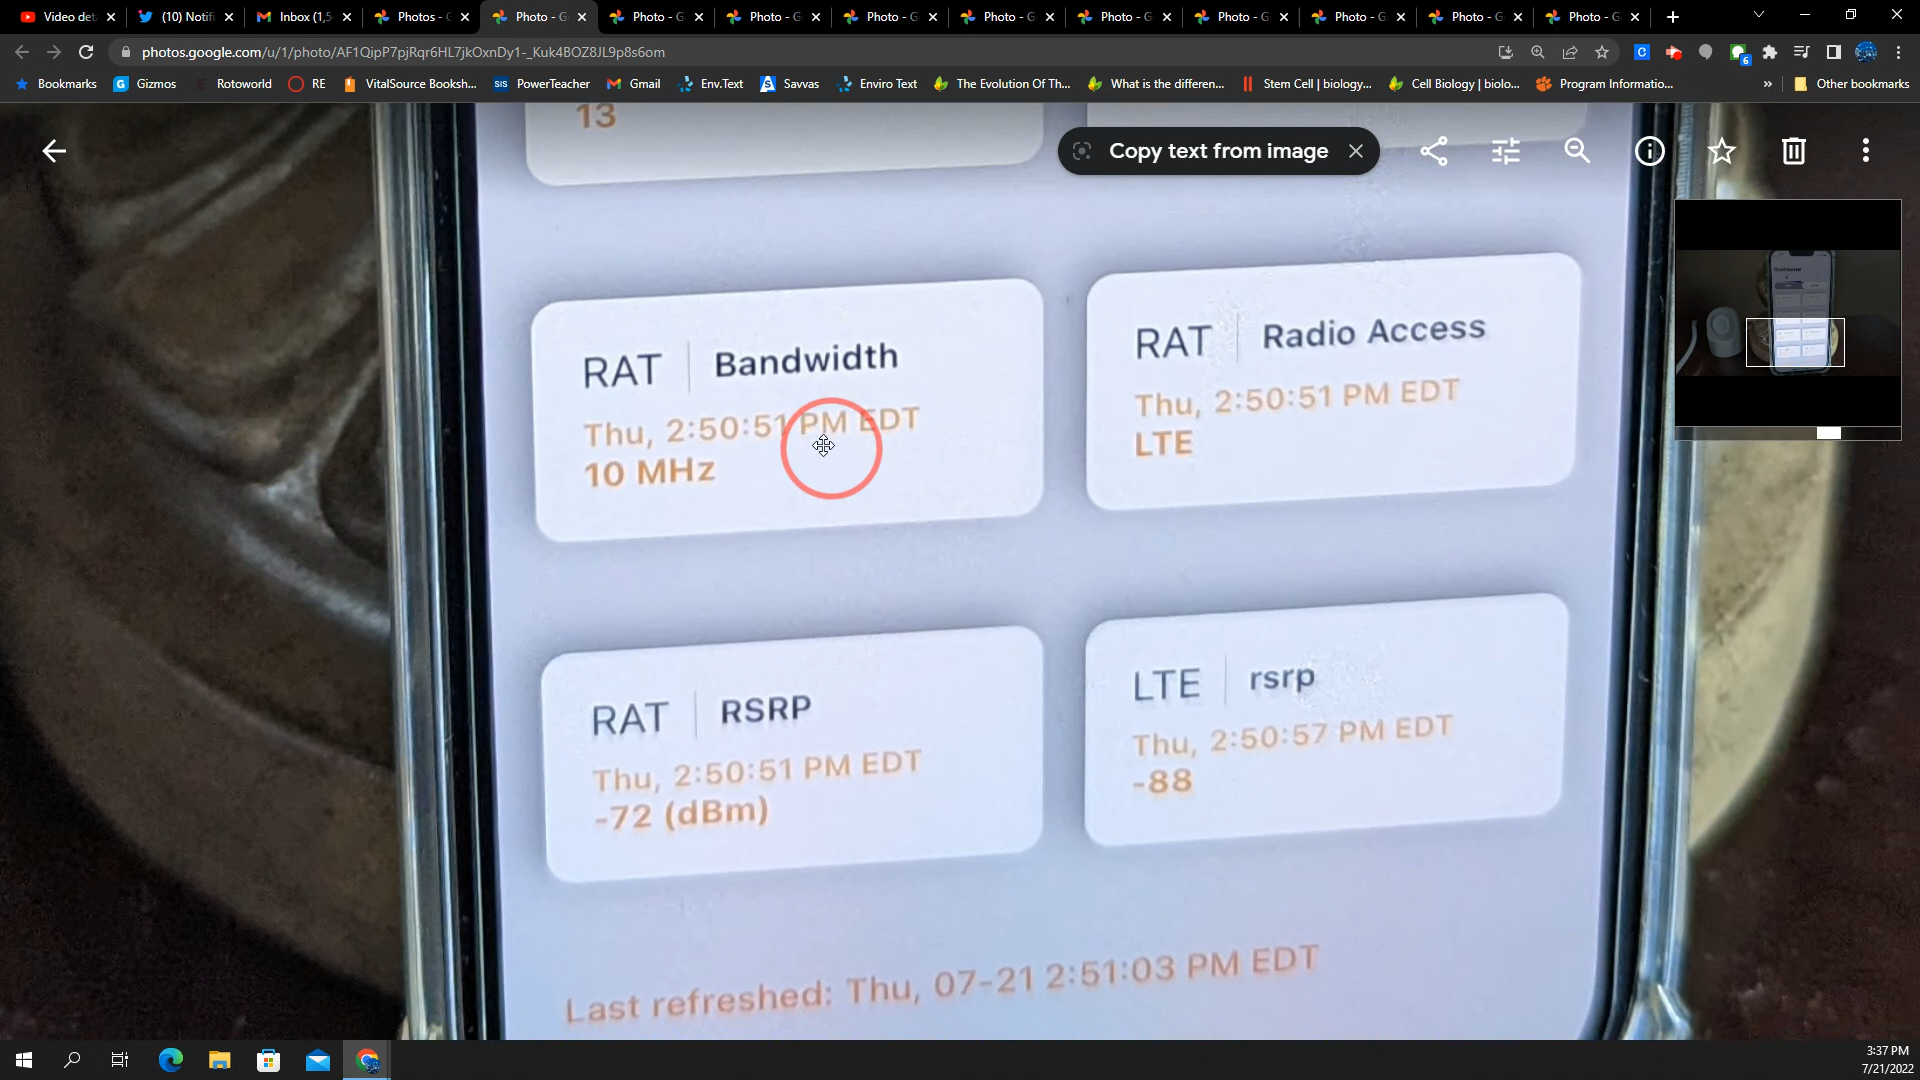 Video det
(10) Notifi
Inbox (1,5
Photos - G
Photo - Go
Photo - G
Photo - G
Photo - G
Photo - G
Photo - G
Photo - G
Photo - G
Photo - G
Photo - G
photos.google.com/u/1/photo/AF1QipP7pjRqr6HL7jkOxnDy1-_Kuk4BOZ8JL9p8s6om
6
Bookmarks
Gizmos
Rotoworld
RE
VitalSource Booksh...
SIS PowerTeacher
Gmail
Env.Text
Savvas
Enviro Text
The Evolution Of Th...
What is the differen...
Stem Cell | biology...
Cell Biology | biolo...
Program Informatio...
»
Other bookmarks
13
Copy text from image
RAT | Bandwidth
Thu, 2:50:51 PM EDT
10 MHz
RAT | Radio Access
Thu, 2:50:51 PM EDT
LTE
RAT | RSRP
Thu, 2:50:51 PM EDT
-72 (dBm)
LTE | rsrp
Thu, 2:50:57 PM EDT
-88
Last refreshed: Thu, 07-21 2:51:03 PM EDT
3:37 PM
7/21/2022